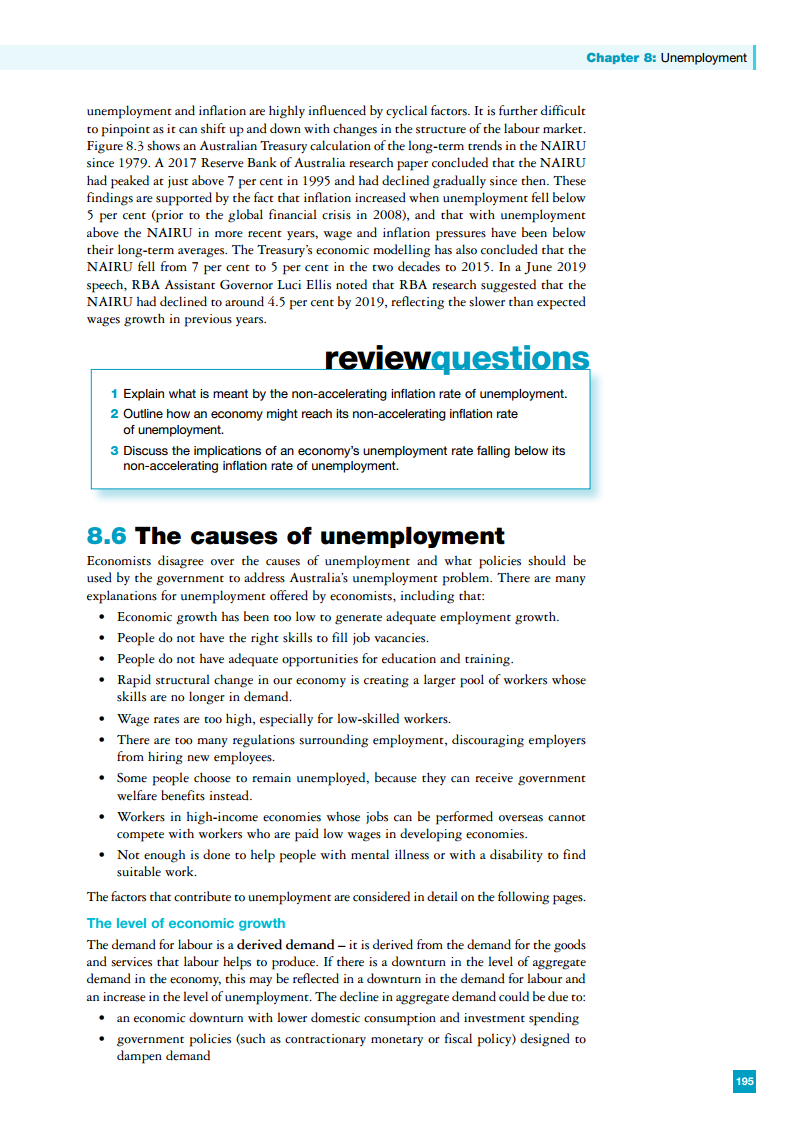 Chapter 8: Unemployment
unemployment and inflation are highly influenced by cyclical factors. It is further difficult
to pinpoint as it can shift up and down with changes in the structure of the labour market.
Figure 8.3 shows an Australian Treasury calculation of the long-term trends in the NAIRU
since 1979. A 2017 Reserve Bank of Australia research paper concluded that the NAIRU
had peaked at just above 7 per cent in 1995 and had declined gradually since then. These
findings are supported by the fact that inflation increased when unemployment fell below
5 per cent (prior to the global financial crisis in 2008), and that with unemployment
above the NAIRU in more recent years, wage and inflation pressures have been below
their long-term averages. The Treasury's economic modelling has also concluded that the
NAIRU fell from 7 per cent to 5 per cent in the two decades to 2015. In a June 2019
speech, RBA Assistant Governor Luci Ellis noted that RBA research suggested that the
NAIRU had declined to around 4.5 per cent by 2019, reflecting the slower than expected
wages growth in previous years.
reviewquestions
1 Explain what is meant by the non-accelerating inflation rate of unemployment.
2 Outline how an economy might reach its non-accelerating inflation rate
of unemployment.
3 Discuss the implications of an economy's unemployment rate falling below its
non-accelerating inflation rate of unemployment.
8.6 The causes of unemployment
Economists disagree over the causes of unemployment and what policies should be
used by the government to address Australia's unemployment problem. There are many
explanations for unemployment offered by economists, including that:
• Economic growth has been too low to generate adequate employment growth.
• People do not have the right skills to fill job vacancies.
• People do not have adequate opportunities for education and training.
• Rapid structural change in our economy is creating a larger pool of workers whose
skills are no longer in demand.
• Wage rates are too high, especially for low-skilled workers.
• There are too many regulations surrounding employment, discouraging employers
from hiring new employees.
• Some people choose to remain unemployed, because they can receive government
welfare benefits instead.
• Workers in high-income economies whose jobs can be performed overseas cannot
compete with workers who are paid low wages in developing economies.
• Not enough is done to help people with mental illness or with a disability to find
suitable work.
The factors that contribute to unemployment are considered in detail on the following pages.
The level of economic growth
The demand for labour is a derived demand – it is derived from the demand for the goods
and services that labour helps to produce. If there is a downturn in the level of aggregate
demand in the economy, this may be reflected in a downturn in the demand for labour and
an increase in the level of unemployment. The decline in aggregate demand could be due to:
• an economic downturn with lower domestic consumption and investment spending
• government policies (such as contractionary monetary or fiscal policy) designed to
dampen demand
195